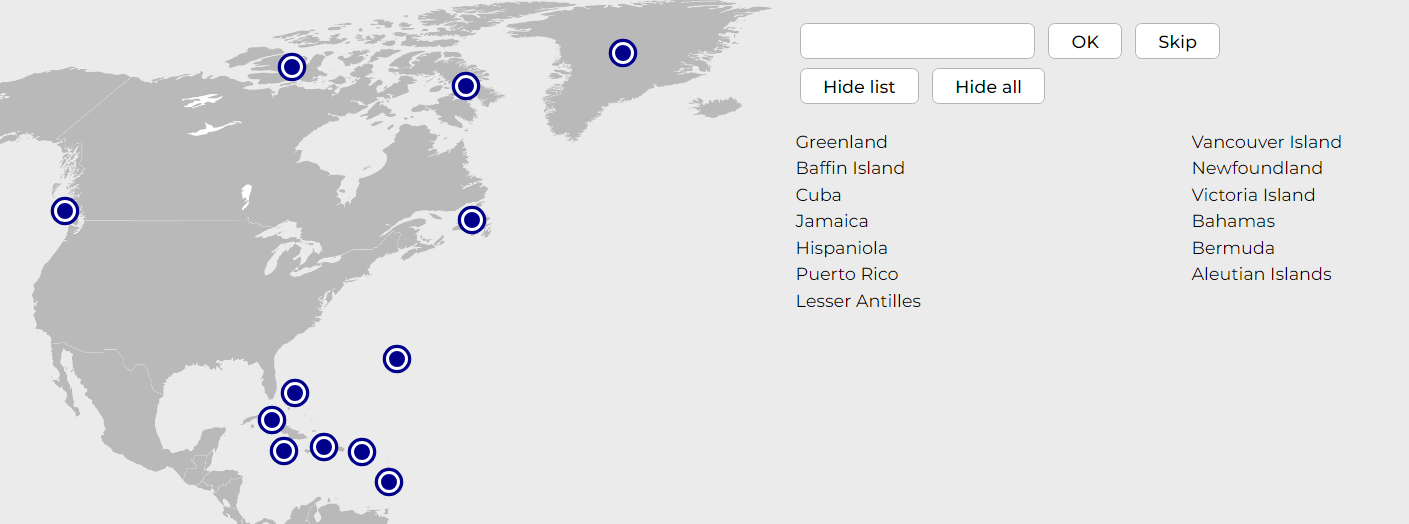 OK Skip
Hide list Hide all
Greenland
Baffin Island
Cuba
Jamaica
Hispaniola
Puerto Rico
Lesser Antilles
Vancouver Island
Newfoundland
Victoria Island
Bahamas
Bermuda
Aleutian Islands